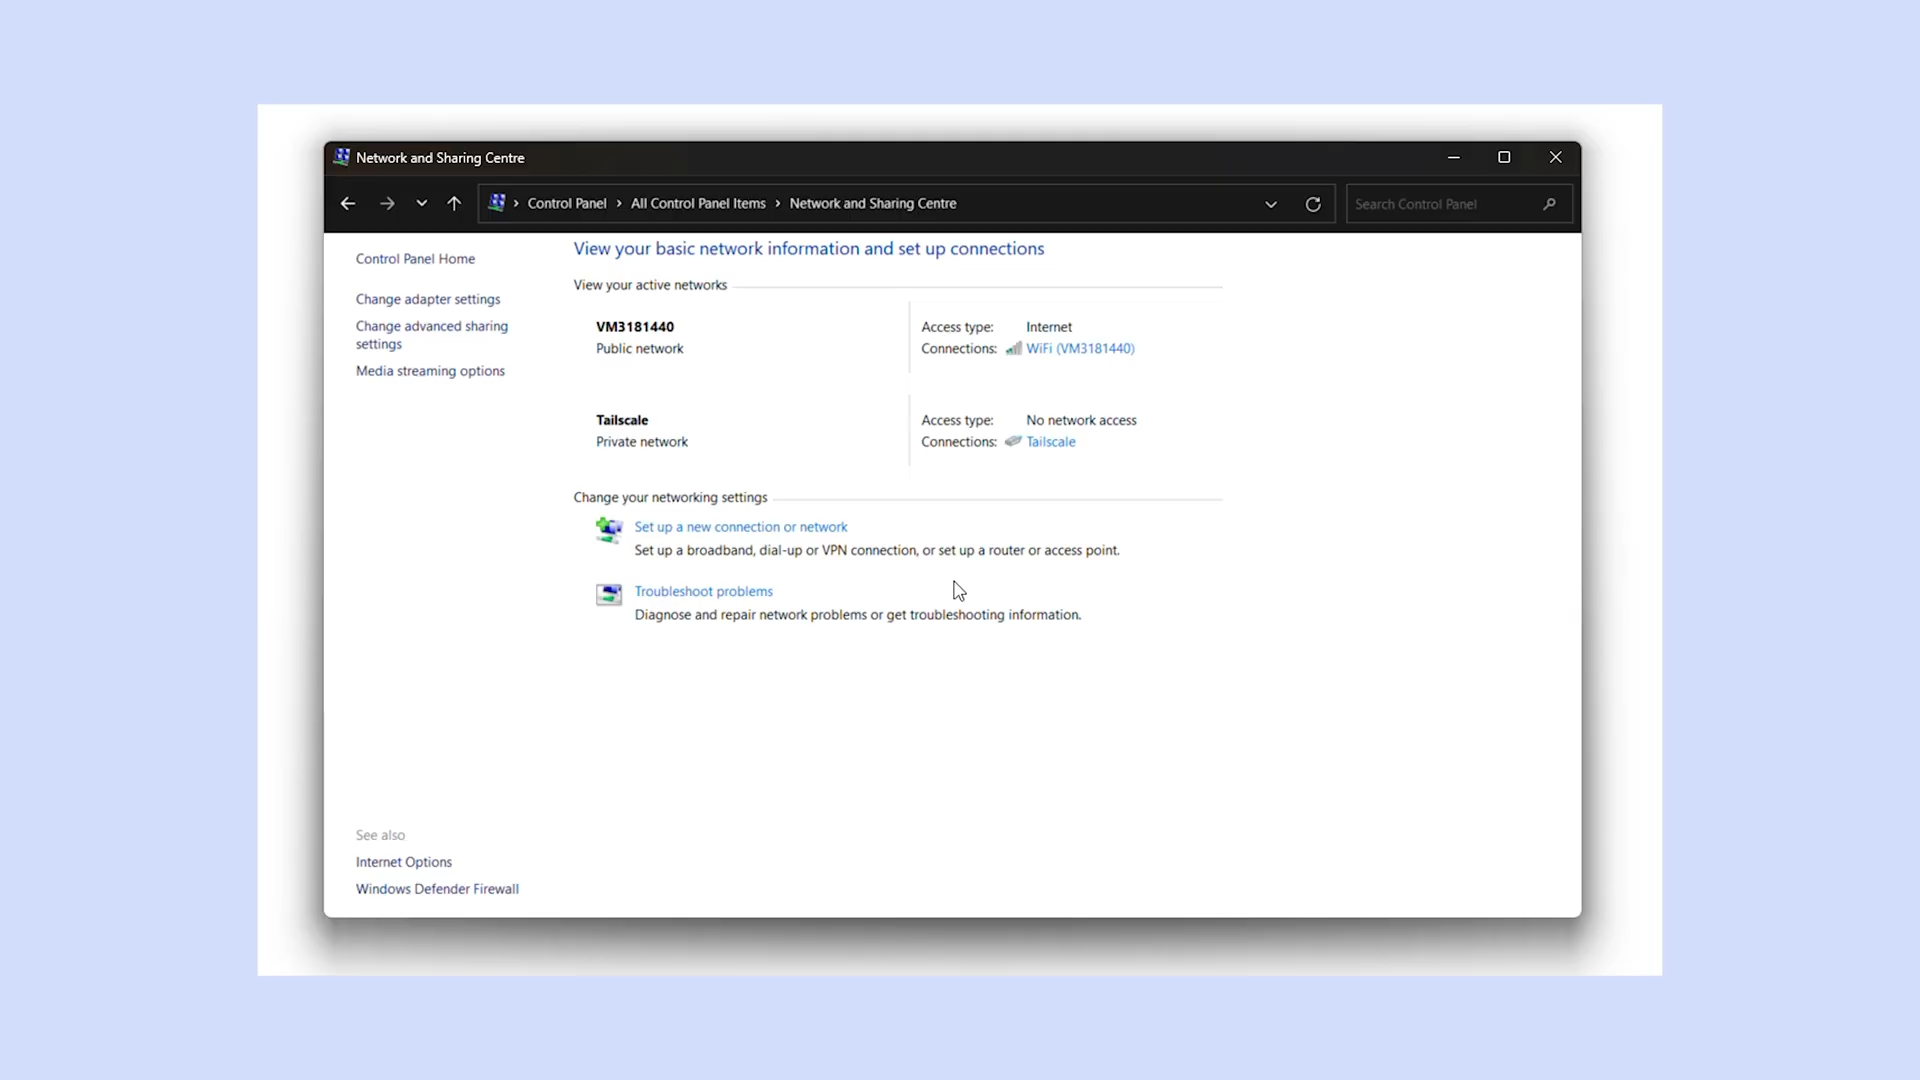 Network and Sharing Centre
Control Panel › All Control Panel Items › Network and Sharing Centre
Search Control Panel
Control Panel Home
Change adapter settings
Change advanced sharing
settings
Media streaming options
View your basic network information and set up connections
View your active networks
VM3181440
Public network
Access type: Internet
Connections: WiFi (VM3181440)
Tailscale
Private network
Access type: No network access
Connections: Tailscale
Change your networking settings
Set up a new connection or network
Set up a broadband, dial-up or VPN connection, or set up a router or access point.
Troubleshoot problems
Diagnose and repair network problems or get troubleshooting information.
See also
Internet Options
Windows Defender Firewall